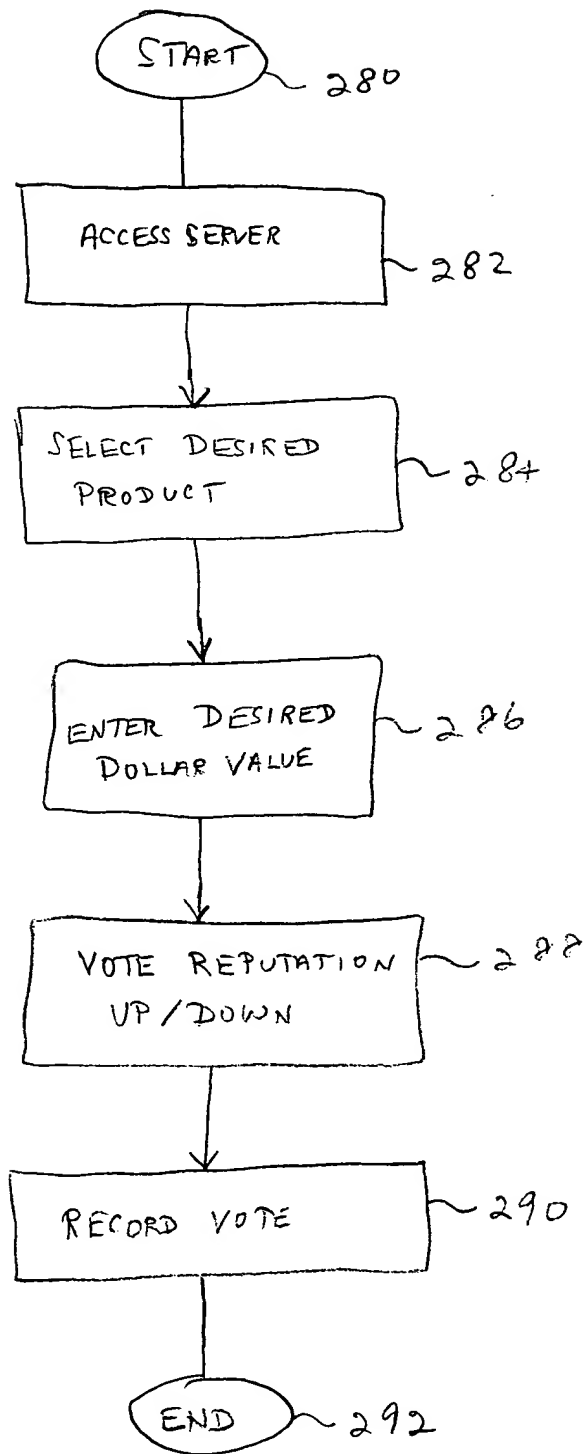 START
280
ACCESS SERVER
282
SELECT DESIRED
PRODUCT
284
ENTER DESIRED
DOLLAR VALUE
286
VOTE REPUTATION
UP/DOWN
288
RECORD VOTE
290
END
292